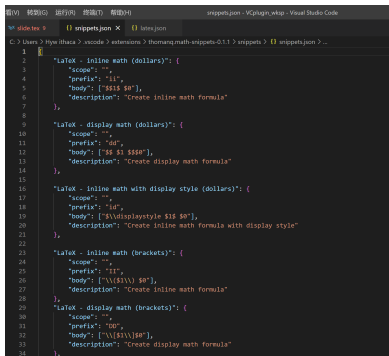 看(V) 转到(G) 运行(R) 终端(T) 帮助(H) snippets.json - VCplugin_wksp - Visual Studio Code
slide.tex {} snippets.json × {} latex.json
C: > Users > Hye Ithaca > .vscode > extensions > thomanq.math-snippets-0.1.1 > snippets > {} snippets.json > ...
1 {
2 "LaTeX - inline math (dollars)": {
3 "scope": "",
4 "prefix": "ii",
5 "body": ["$$1$ $0"],
6 "description": "Create inline math formula"
7 },
8
9 "LaTeX - display math (dollars)": {
10 "scope": "",
11 "prefix": "dd",
12 "body": ["$$ $1 $$$0"],
13 "description": "Create display math formula"
14 },
15
16 "LaTeX - inline math with display style (dollars)": {
17 "scope": "",
18 "prefix": "id",
19 "body": ["$\\displaystyle $1$ $0"],
20 "description": "Create inline math formula with display style"
21 },
22
23 "LaTeX - inline math (brackets)": {
24 "scope": "",
25 "prefix": "II",
26 "body": ["\\($1\\) $0"],
27 "description": "Create inline math formula"
28 },
29 "LaTeX - display math (brackets)": {
30 "scope": "",
31 "prefix": "DD",
32 "body": ["\\[$1\\]$0"],
33 "description": "Create display math formula"
34 },